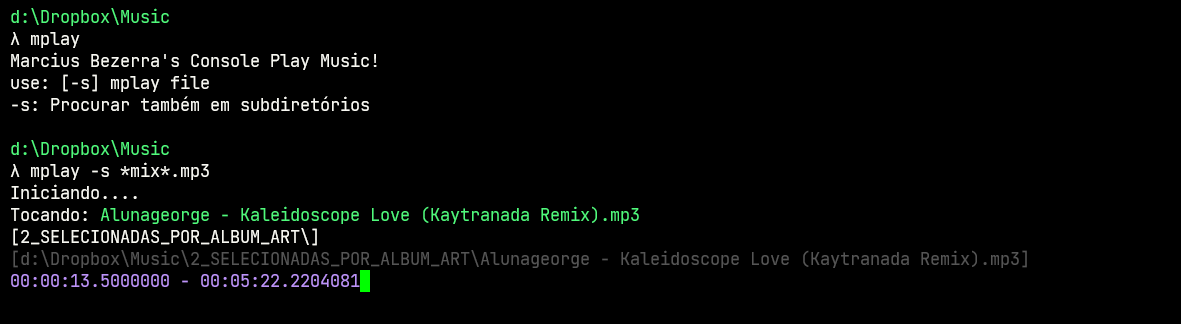 d:\Dropbox\Music
λ mplay
Marcius Bezerra's Console Play Music!
use: [-s] mplay file
-s: Procurar também em subdiretórios
d:\Dropbox\Music
λ mplay -s *mix*.mp3
Iniciando....
Tocando: Alunageorge - Kaleidoscope Love (Kaytranada Remix).mp3
[2_SELECIONADAS_POR_ALBUM_ART\]
[d:\Dropbox\Music\2_SELECIONADAS_POR_ALBUM_ART\Alunageorge - Kaleidoscope Love (Kaytranada Remix).mp3]
00:00:13.5000000 - 00:05:22.2204081